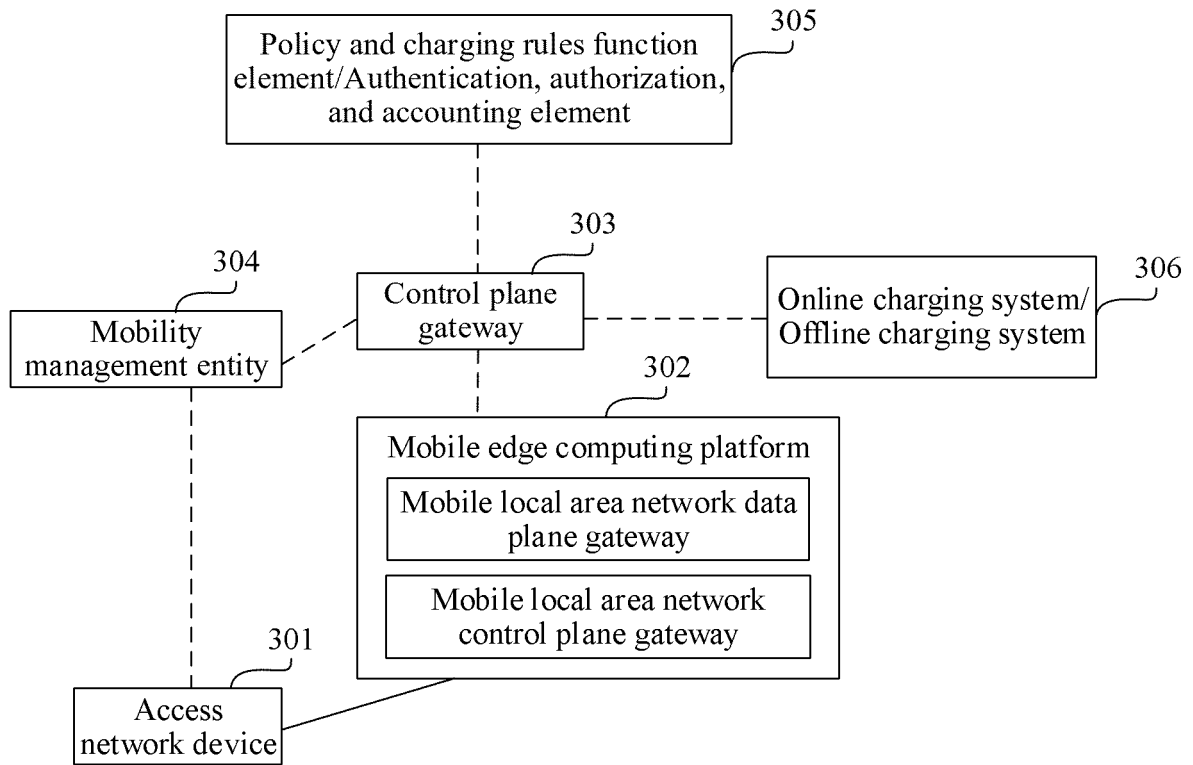 305
Policy and charging rules function
element/Authentication, authorization,
and accounting element
303
304
Control plane
gateway
306
Online charging system/
Offline charging system
Mobility
management entity
302
Mobile edge computing platform
Mobile local area network data
plane gateway
Mobile local area network
control plane gateway
301
Access
network device